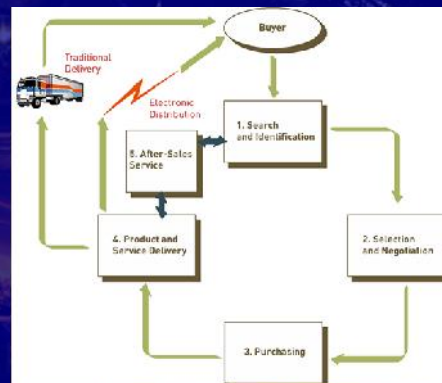 Buyer
Traditional
Delivery
Electronic
Distribution
1. Search
and Identification
5. After-Sales
Service
4. Product and
Service Delivery
2. Selection
and Negotiation
3. Purchasing